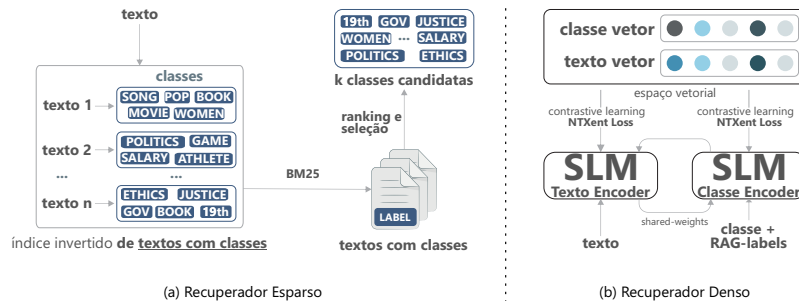 texto
classes
texto 1
SONG POP BOOK
MOVIE WOMEN
texto 2
POLITICS GAME
SALARY ATHLETE
...
...
texto n
ETHICS JUSTICE
GOV BOOK 19th
índice invertido de textos com classes
BM25
19th GOV JUSTICE
WOMEN ... SALARY
POLITICS ETHICS
k classes candidatas
ranking e
seleção
LABEL
textos com classes
(a) Recuperador Esparso
classe vetor
texto vetor
espaço vetorial
contrastive learning
NTXent Loss
contrastive learning
NTXent Loss
SLM
Texto Encoder
SLM
Classe Encoder
shared-weights
texto
classe +
RAG-labels
(b) Recuperador Denso